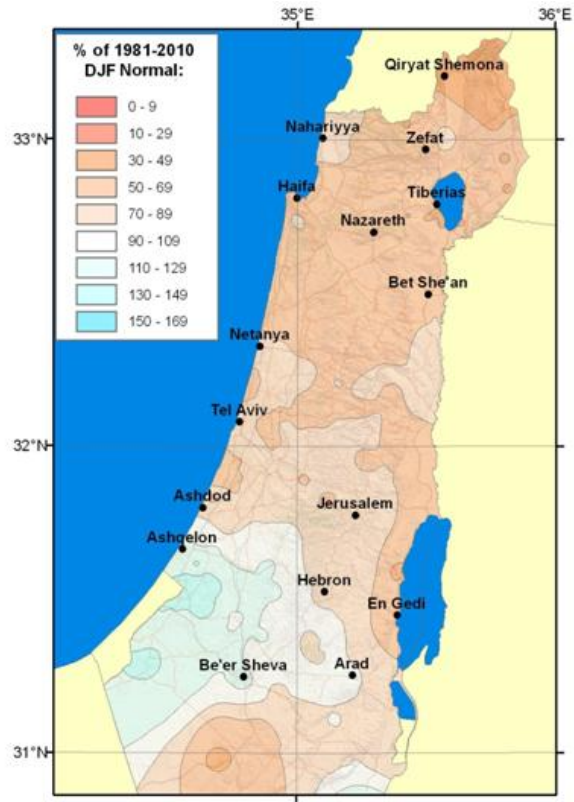 35°E
36°E
% of 1981-2010
DJF Normal:
0 - 9
10 - 29
30 - 49
50 - 69
70 - 89
90 - 109
110 - 129
130 - 149
150 - 169
Qiryat Shemona
33°N
Nahariyya
Zefat
Haifa
Tiberias
Nazareth
Bet She'an
Netanya
Tel Aviv
32°N
Ashdod
Jerusalem
Ashqelon
Hebron
En Gedi
Be'er Sheva
Arad
31°N